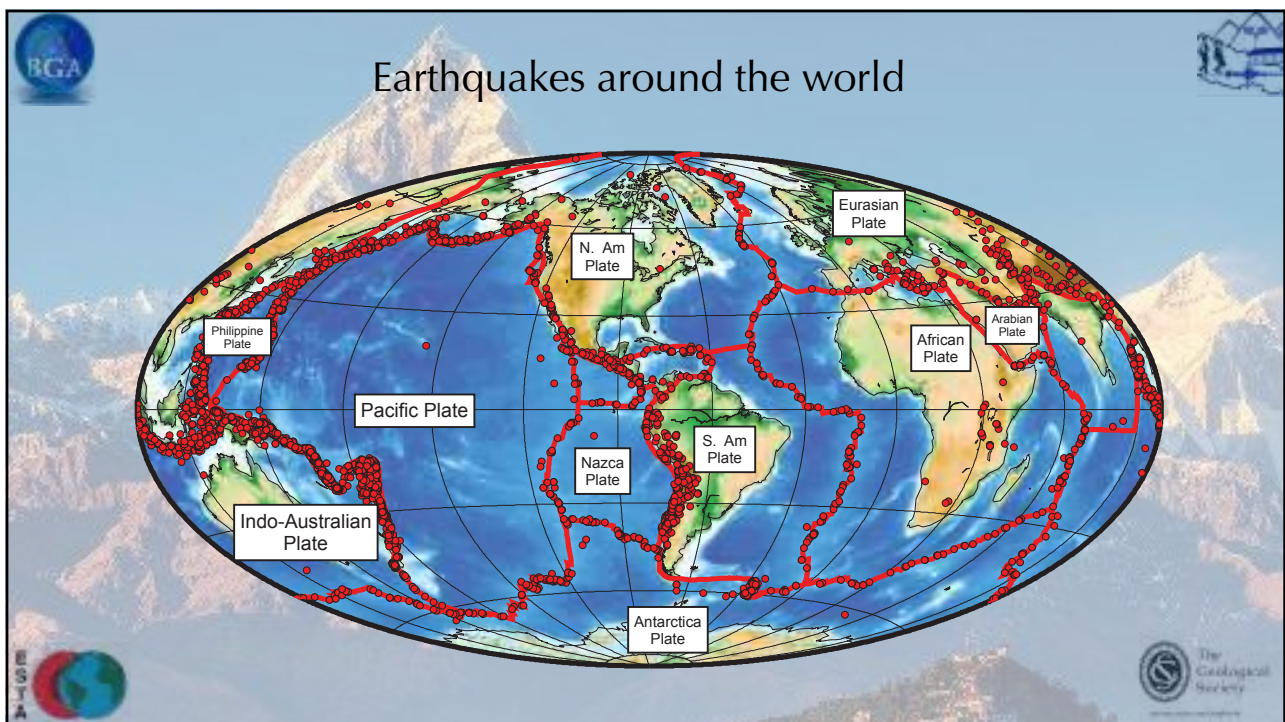 BGA
Earthquakes around the world
Eurasian
Plate
N. Am
Plate
Philippine
Plate
Arabian
Plate
African
Plate
Pacific Plate
S. Am
Plate
Nazca
Plate
Indo-Australian
Plate
Antarctica
Plate
The
Geological
Society